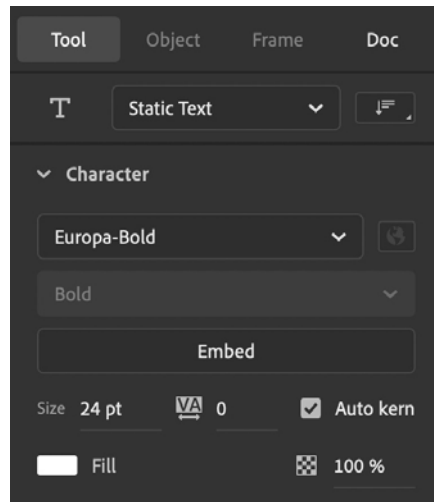 Tool Object Frame Doc
T Static Text
Character
Europa-Bold
Bold
Embed
Size 24 pt VA 0 Auto kern
Fill 100 %